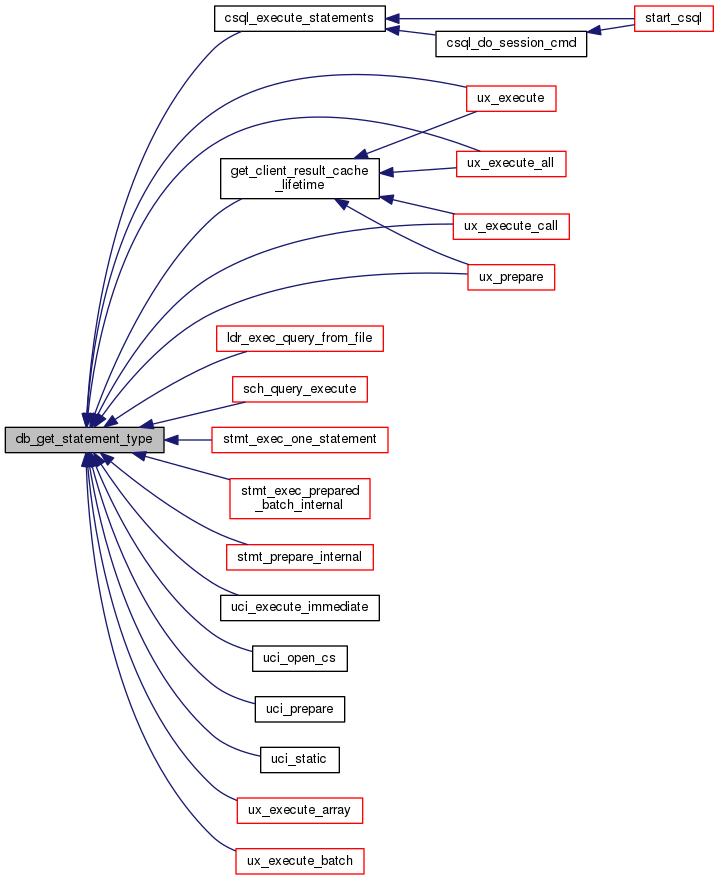 csql_execute_statements
start_csql
csql_do_session_cmd
ux_execute
ux_execute_all
get_client_result_cache
_lifetime
ux_execute_call
ux_prepare
ldr_exec_query_from_file
sch_query_execute
db_get_statement_type
stmt_exec_one_statement
stmt_exec_prepared
_batch_internal
stmt_prepare_internal
uci_execute_immediate
uci_open_cs
uci_prepare
uci_static
ux_execute_array
ux_execute_batch